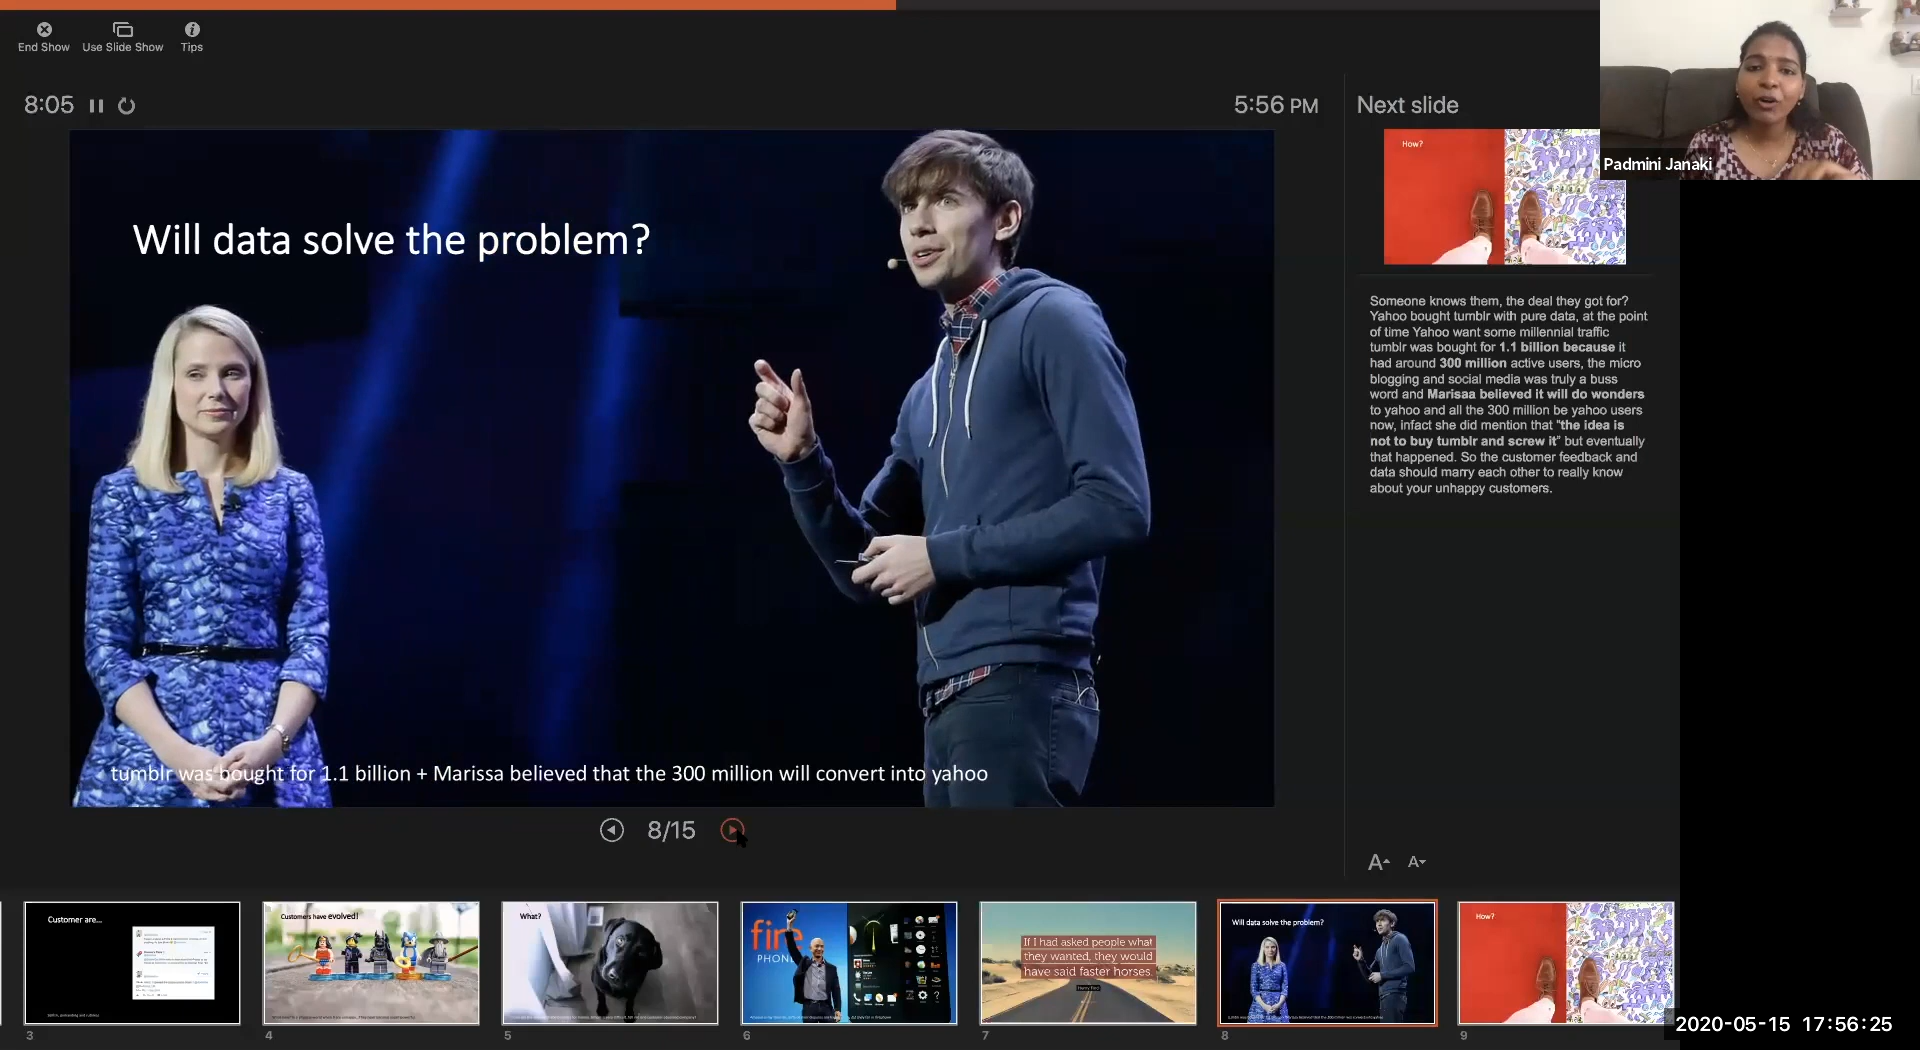 End Show
Use Slide Show
Tips
8:05
5:56 PM
Next slide
How?
Padmini Janaki
Will data solve the problem?
Someone knows them, the deal they got for?
Yahoo bought tumblr with pure data, at the point
of time Yahoo want some millennial traffic
tumblr was bought for 1.1 billion because it
had around 300 million active users, the micro
blogging and social media was truly a buss
word and Marisaa believed it will do wonders
to yahoo and all the 300 million be yahoo users
now, infact she did mention that "the idea is
not to buy tumblr and screw it" but eventually
that happened. So the customer feedback and
data should marry each other to really know
about your unhappy customers.
tumblr was bought for 1.1 billion + Marissa believed that the 300 million will convert into yahoo
8/15
A
A
Customer are...
3
Customers have evolved!
4
What?
5
fire
PHONE
6
If I had asked people what
they wanted, they would
have said faster horses.
Henry Ford
7
Will data solve the problem?
8
How?
9
2020-05-15 17:56:25